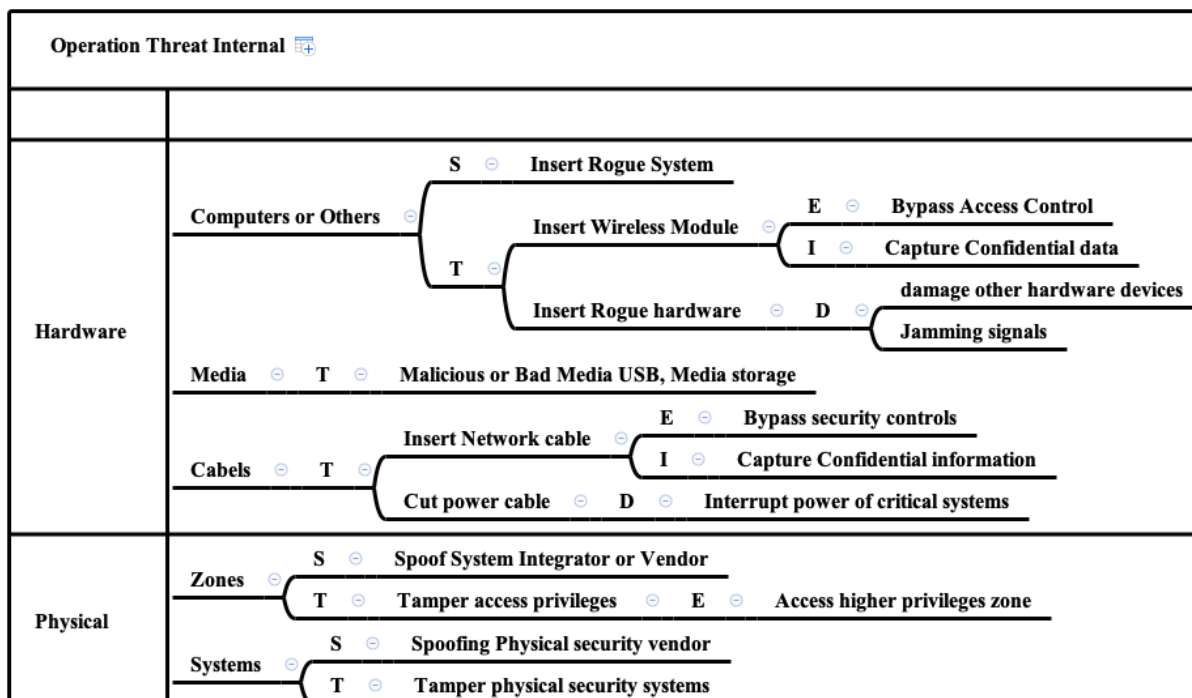 Operation Threat Internal
Hardware
Computers or Others
S Insert Rogue System
T
Insert Wireless Module
E Bypass Access Control
I Capture Confidential data
Insert Rogue hardware D
damage other hardware devices
Jamming signals
Media T Malicious or Bad Media USB, Media storage
Cabels T
Insert Network cable
E Bypass security controls
I Capture Confidential information
Cut power cable D Interrupt power of critical systems
Physical
Zones
S Spoof System Integrator or Vendor
T Tamper access privileges E Access higher privileges zone
Systems
S Spoofing Physical security vendor
T Tamper physical security systems